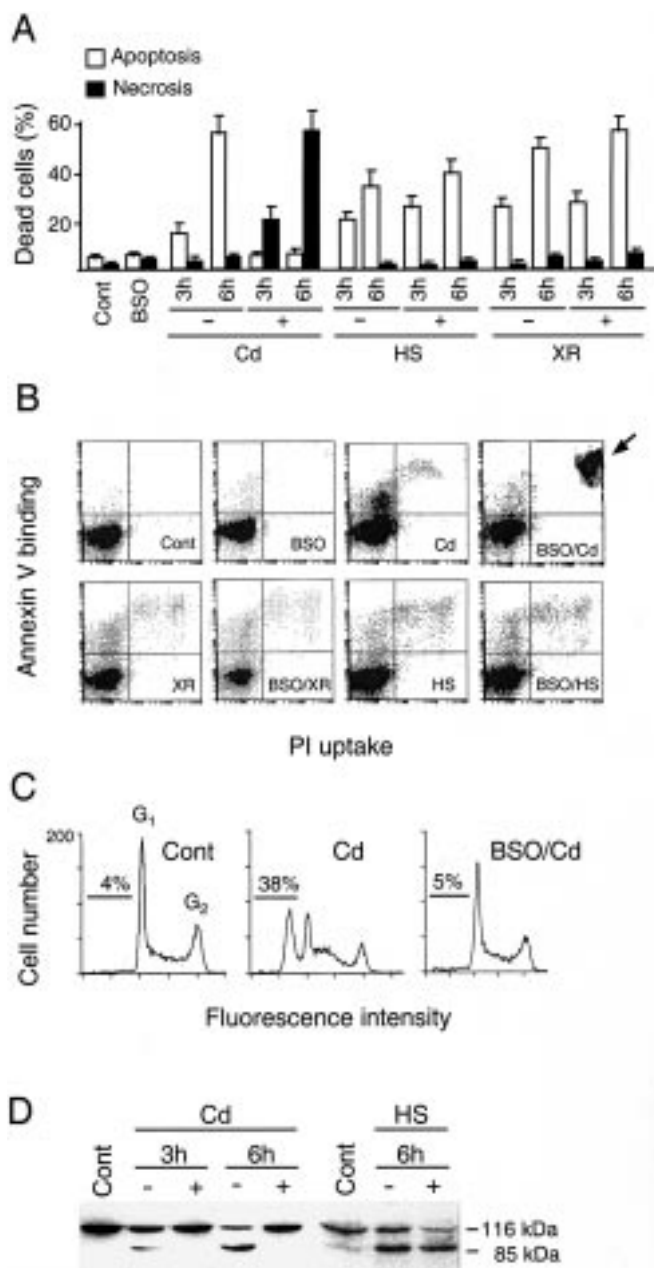 A
Apoptosis
Necrosis
Dead cells (%)
60
40
20
Cont
BSO
3h
6h
3h
6h
3h
6h
3h
6h
3h
6h
3h
6h
– + – + – +
Cd HS XR
B
Annexin V binding
Cont
BSO
Cd
BSO/Cd
XR
BSO/XR
HS
BSO/HS
PI uptake
C
Cell number
200
G1
Cont
4%
G2
Cd
38%
BSO/Cd
5%
Fluorescence intensity
D
Cd HS
Cont 3h 6h Cont 6h
- + - + - +
116 kDa
85 kDa